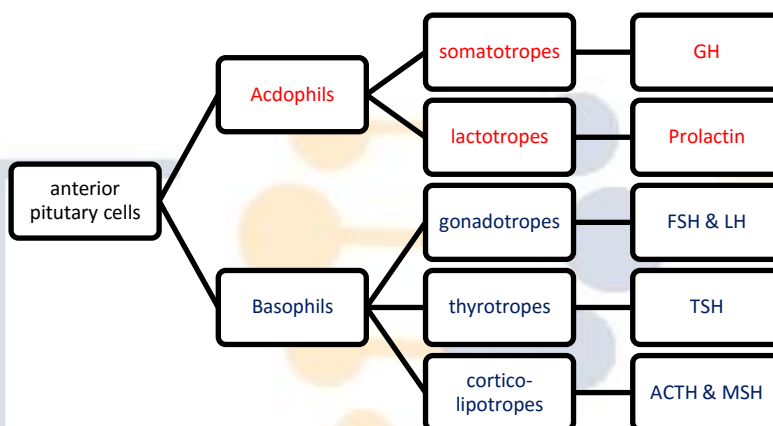 somatotropes
GH
Acdophils
lactotropes
Prolactin
anterior
pitutary cells
gonadotropes
FSH & LH
Basophils
thyrotropes
TSH
cortico-
lipotropes
ACTH & MSH